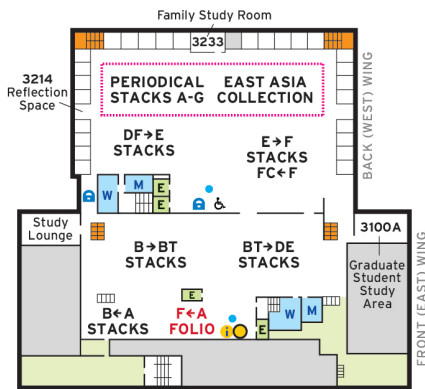 Family Study Room
3233
3214
Reflection
Space
PERIODICAL
STACKS A-G
EAST ASIA
COLLECTION
BACK (WEST) WING
DF→E
STACKS
E→F
STACKS
FC←F
W
M
E
E
Study
Lounge
3100A
Graduate
Student
Study
Area
B→BT
STACKS
BT→DE
STACKS
FRONT (EAST) WING
E
B←A
STACKS
F←A
FOLIO
i
E
W
M